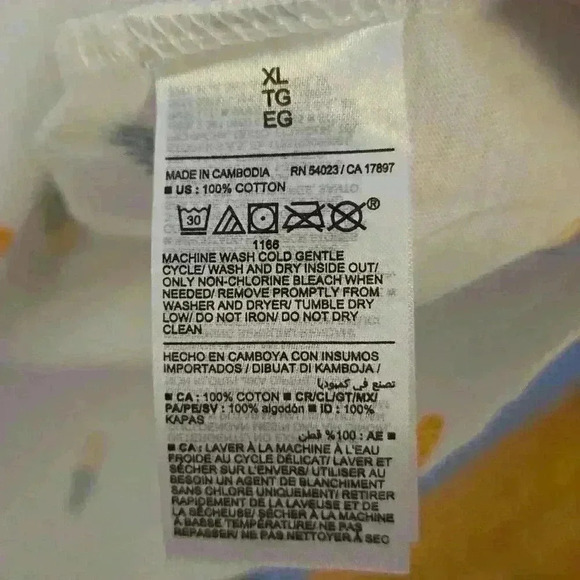 XL
TG
EG
MADE IN CAMBODIA RN 54023 / CA 17897
■ US : 100% COTTON
30 ®
1166
MACHINE WASH COLD GENTLE
CYCLE/ WASH AND DRY INSIDE OUT/
ONLY NON-CHLORINE BLEACH WHEN
NEEDED/ REMOVE PROMPTLY FROM
WASHER AND DRYER/ TUMBLE DRY
LOW/ DO NOT IRON/ DO NOT DRY
CLEAN
HECHO EN CAMBOYA CON INSUMOS
IMPORTADOS / DIBUAT DI KAMBOJA /
تصنع في كمبوديا
■ CA : 100% COTON ■ CR/CL/GT/MX/
PA/PE/SV : 100% algodón ■ ID : 100%
KAPAS
■ AE : 100% قطن
■ CA : LAVER À LA MACHINE À L'EAU
FROIDE AU CYCLE DÉLICAT/ LAVER ET
SÉCHER SUR L'ENVERS/ UTILISER AU
BESOIN UN AGENT DE BLANCHIMENT
SANS CHLORE UNIQUEMENT/ RETIRER
RAPIDEMENT DE LA LAVEUSE ET DE
LA SÉCHEUSE/ SÉCHER À LA MACHINE
À BASSE TEMPÉRATURE/ NE PAS
REPASSER/ NE PAS NETTOYER À SEC